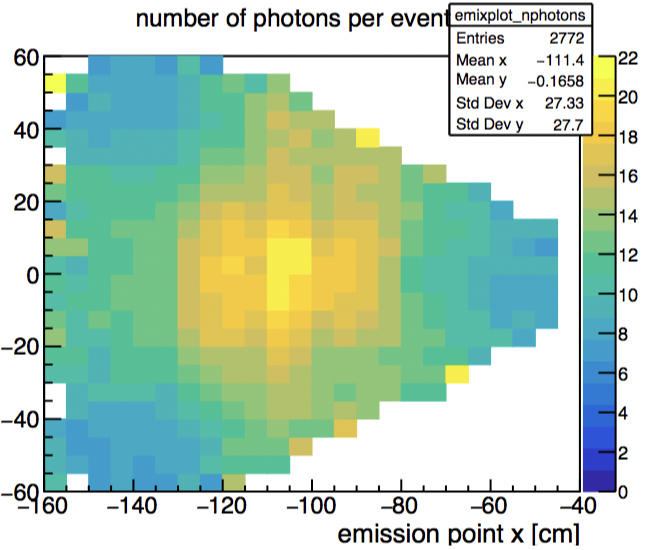 number of photons per event
emixplot_nphotons
Entries 2772
Mean x −111.4
Mean y −0.1658
Std Dev x 27.33
Std Dev y 27.7
60
40
20
0
−20
−40
−60
−160 −140 −120 −100 −80 −60 −40
emission point x [cm]
22
20
18
16
14
12
10
8
6
4
2
0